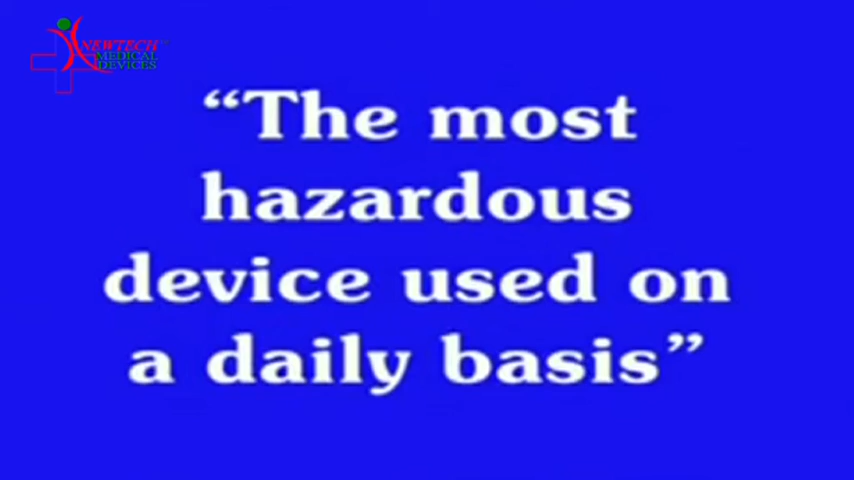 NEWTECH
MEDICAL
DEVICES
“The most
hazardous
device used on
a daily basis”